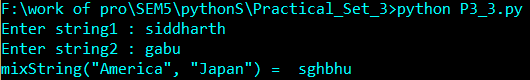 F:\work of pro\SEM5\pythonS\Practical_Set_3>python P3_3.py
Enter string1 : siddharth
Enter string2 : gabu
mixString("America", "Japan") =  sghbhu